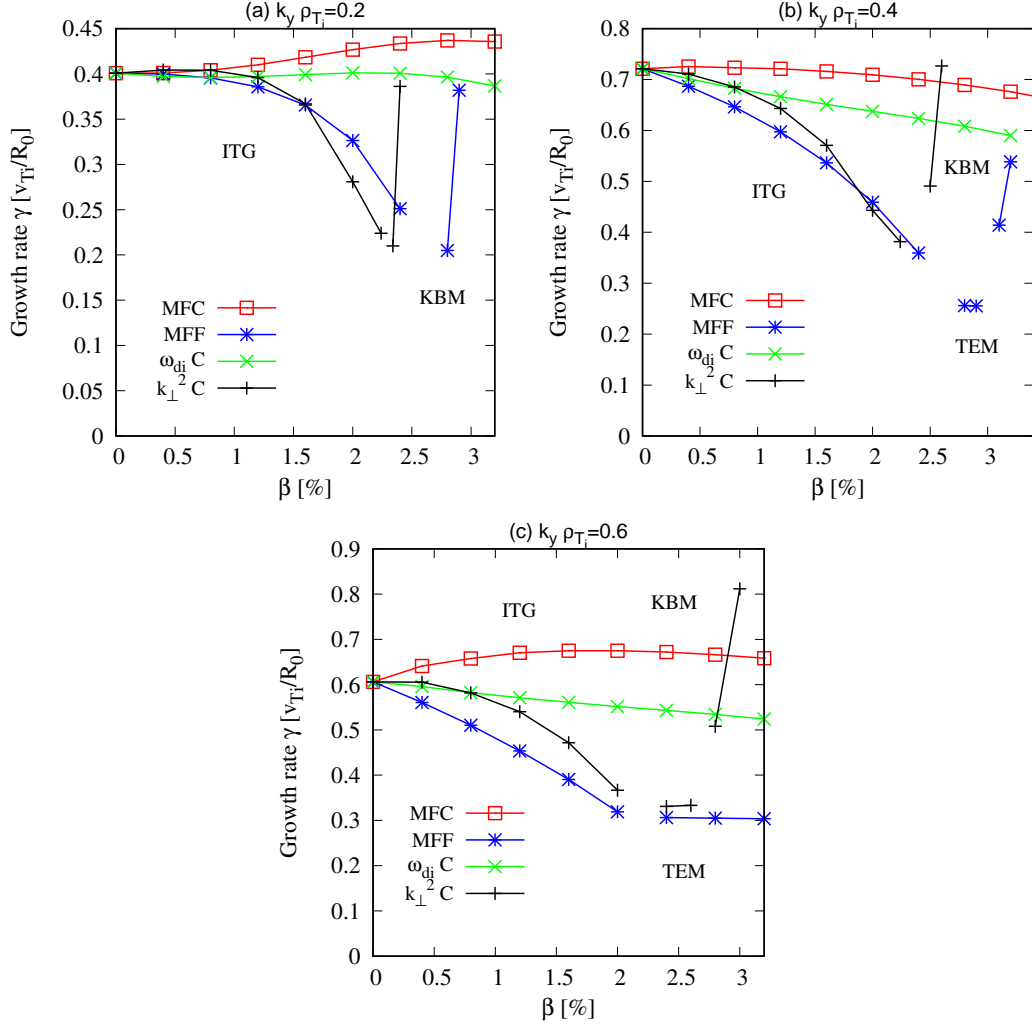 (a) k_y ρ_{T_i}=0.2
0.45
0.4
0.35
0.3
0.25
0.2
0.15
0.1
0.05
0
Growth rate γ [v_{Ti}/R_0]
ITG
KBM
MFC
MFF
ω_{di} C
k_⊥^2 C
0 0.5 1 1.5 2 2.5 3
β [%]
(b) k_y ρ_{T_i}=0.4
0.8
0.7
0.6
0.5
0.4
0.3
0.2
0.1
0
Growth rate γ [v_{Ti}/R_0]
KBM
ITG
TEM
MFC
MFF
ω_{di} C
k_⊥^2 C
0 0.5 1 1.5 2 2.5 3
β [%]
(c) k_y ρ_{T_i}=0.6
0.9
0.8
0.7
0.6
0.5
0.4
0.3
0.2
0.1
0
Growth rate γ [v_{Ti}/R_0]
ITG KBM
TEM
MFC
MFF
ω_{di} C
k_⊥^2 C
0 0.5 1 1.5 2 2.5 3
β [%]